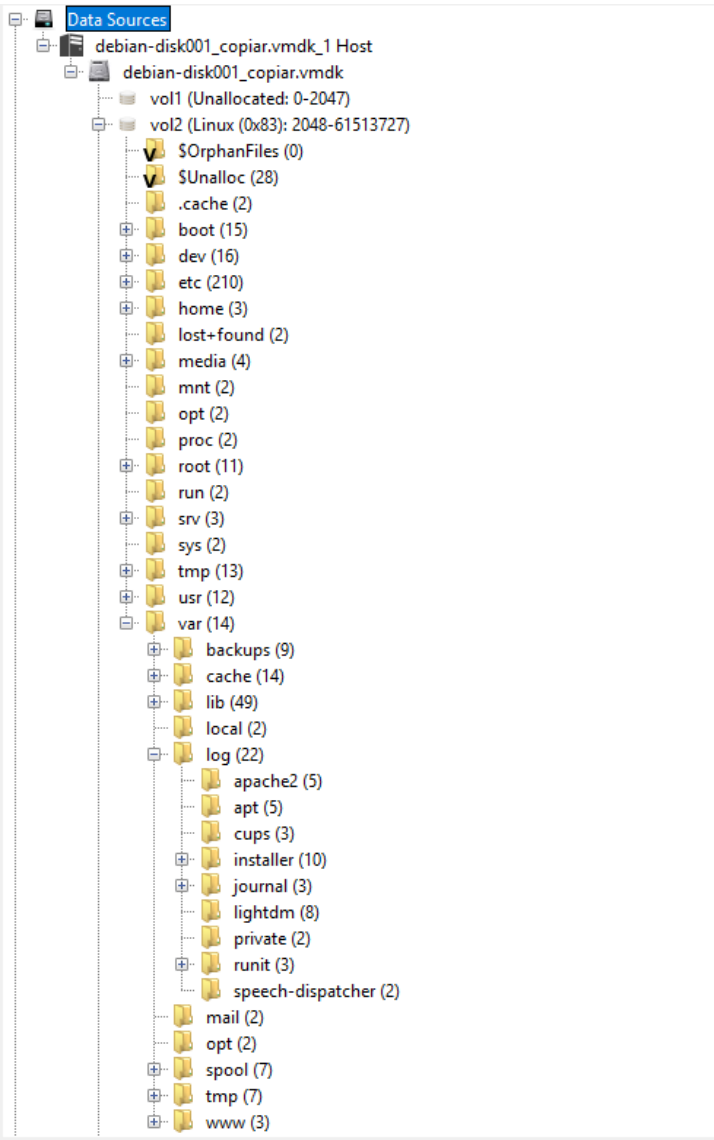 Data Sources
debian-disk001_copiar.vmdk_1 Host
debian-disk001_copiar.vmdk
vol1 (Unallocated: 0-2047)
vol2 (Linux (0x83): 2048-61513727)
$OrphanFiles (0)
$Unalloc (28)
.cache (2)
boot (15)
dev (16)
etc (210)
home (3)
lost+found (2)
media (4)
mnt (2)
opt (2)
proc (2)
root (11)
run (2)
srv (3)
sys (2)
tmp (13)
usr (12)
var (14)
backups (9)
cache (14)
lib (49)
local (2)
log (22)
apache2 (5)
apt (5)
cups (3)
installer (10)
journal (3)
lightdm (8)
private (2)
runit (3)
speech-dispatcher (2)
mail (2)
opt (2)
spool (7)
tmp (7)
www (3)